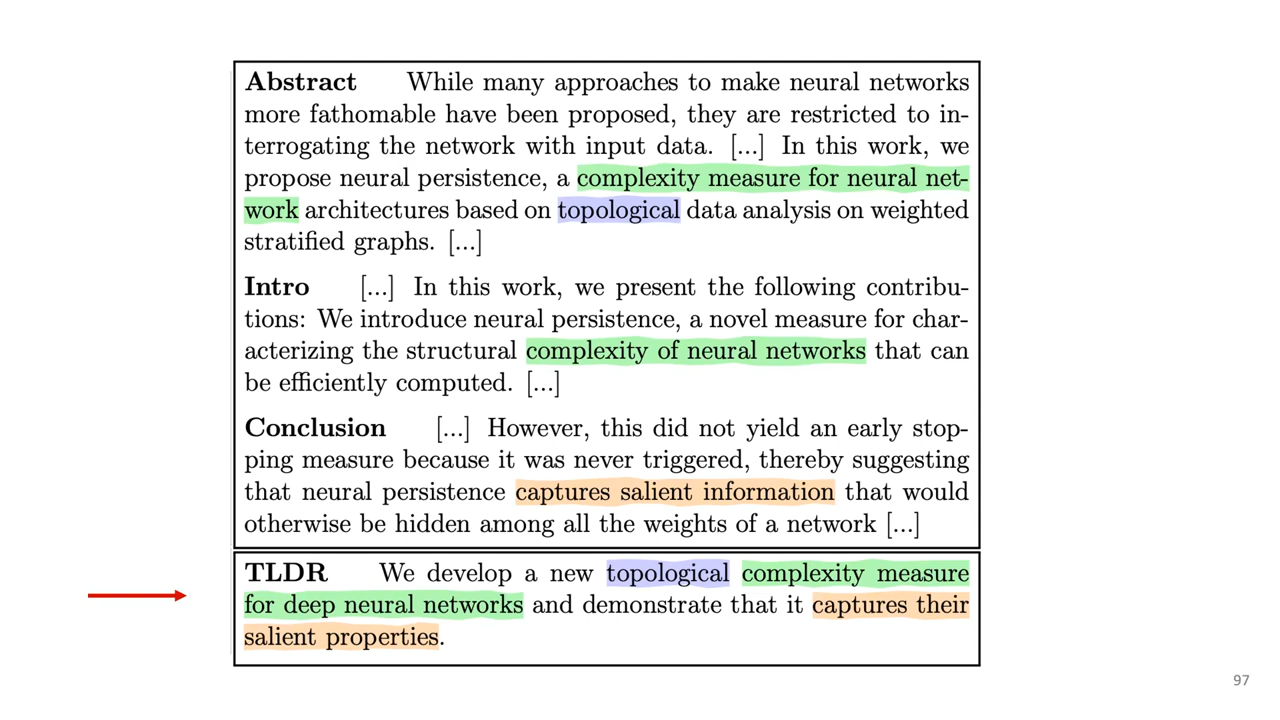 Abstract While many approaches to make neural networks
more fathomable have been proposed, they are restricted to in-
terrogating the network with input data. [...] In this work, we
propose neural persistence, a complexity measure for neural net-
work architectures based on topological data analysis on weighted
stratified graphs. [...]
Intro [...] In this work, we present the following contribu-
tions: We introduce neural persistence, a novel measure for char-
acterizing the structural complexity of neural networks that can
be efficiently computed. [...]
Conclusion [...] However, this did not yield an early stop-
ping measure because it was never triggered, thereby suggesting
that neural persistence captures salient information that would
otherwise be hidden among all the weights of a network [...]
TLDR We develop a new topological complexity measure
for deep neural networks and demonstrate that it captures their
salient properties.
97